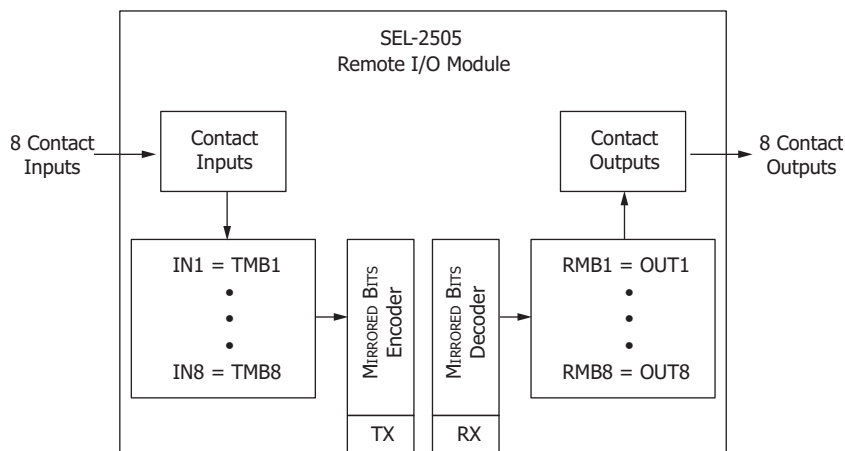 SEL-2505
Remote I/O Module
8 Contact
Inputs
Contact
Inputs
Contact
Outputs
8 Contact
Outputs
IN1 = TMB1
•
•
•
IN8 = TMB8
MIRRORED BITS
Encoder
TX
MIRRORED BITS
Decoder
RX
RMB1 = OUT1
•
•
•
RMB8 = OUT8